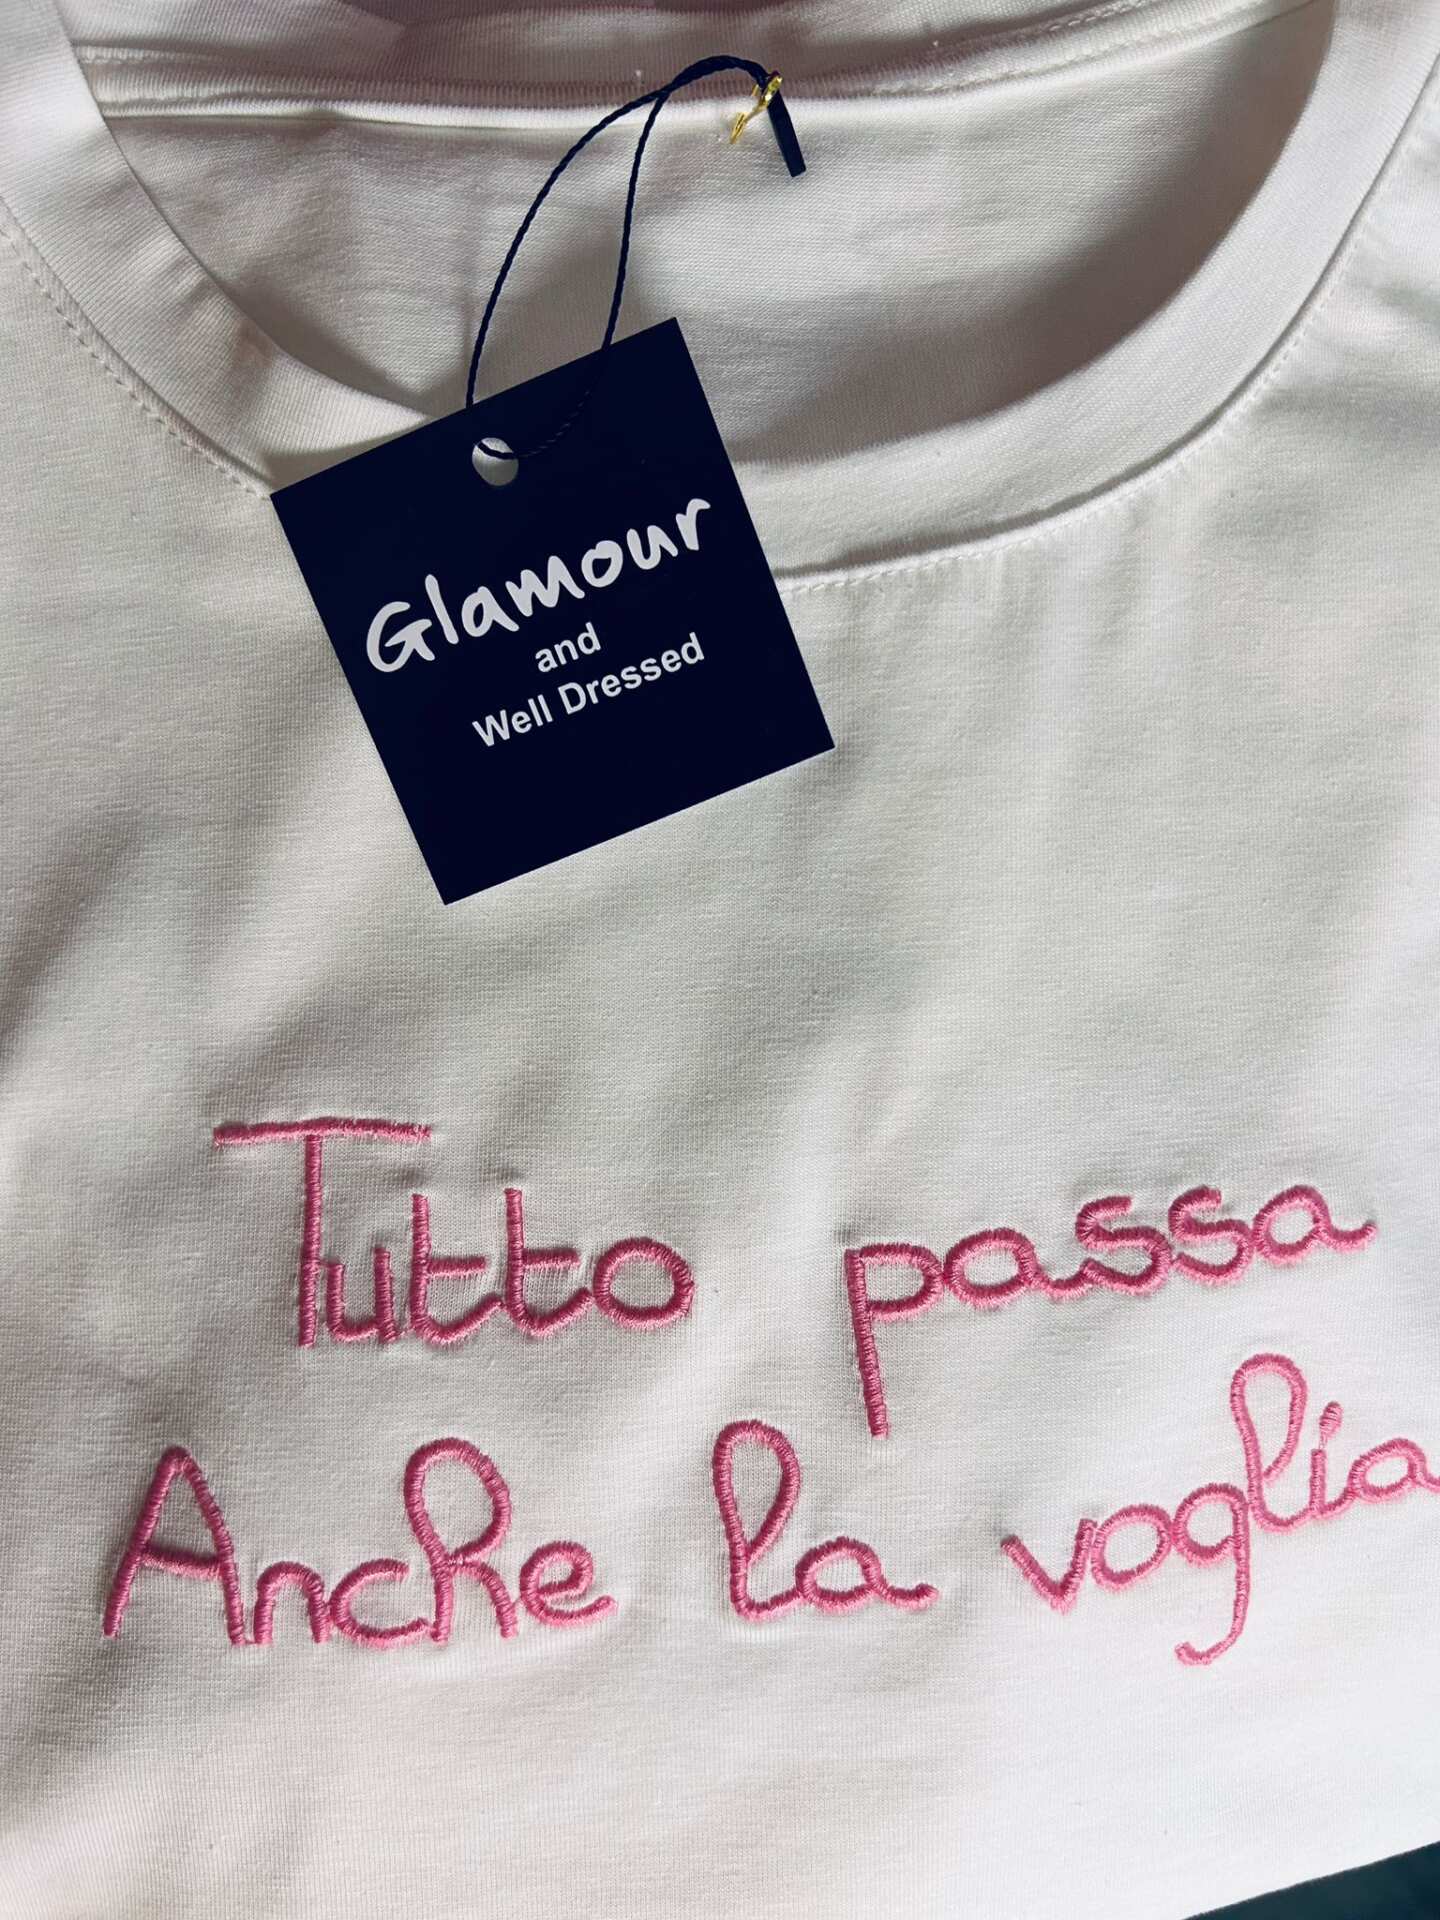 Glamour
and
Well Dressed
Tutto passa
Anche la voglia